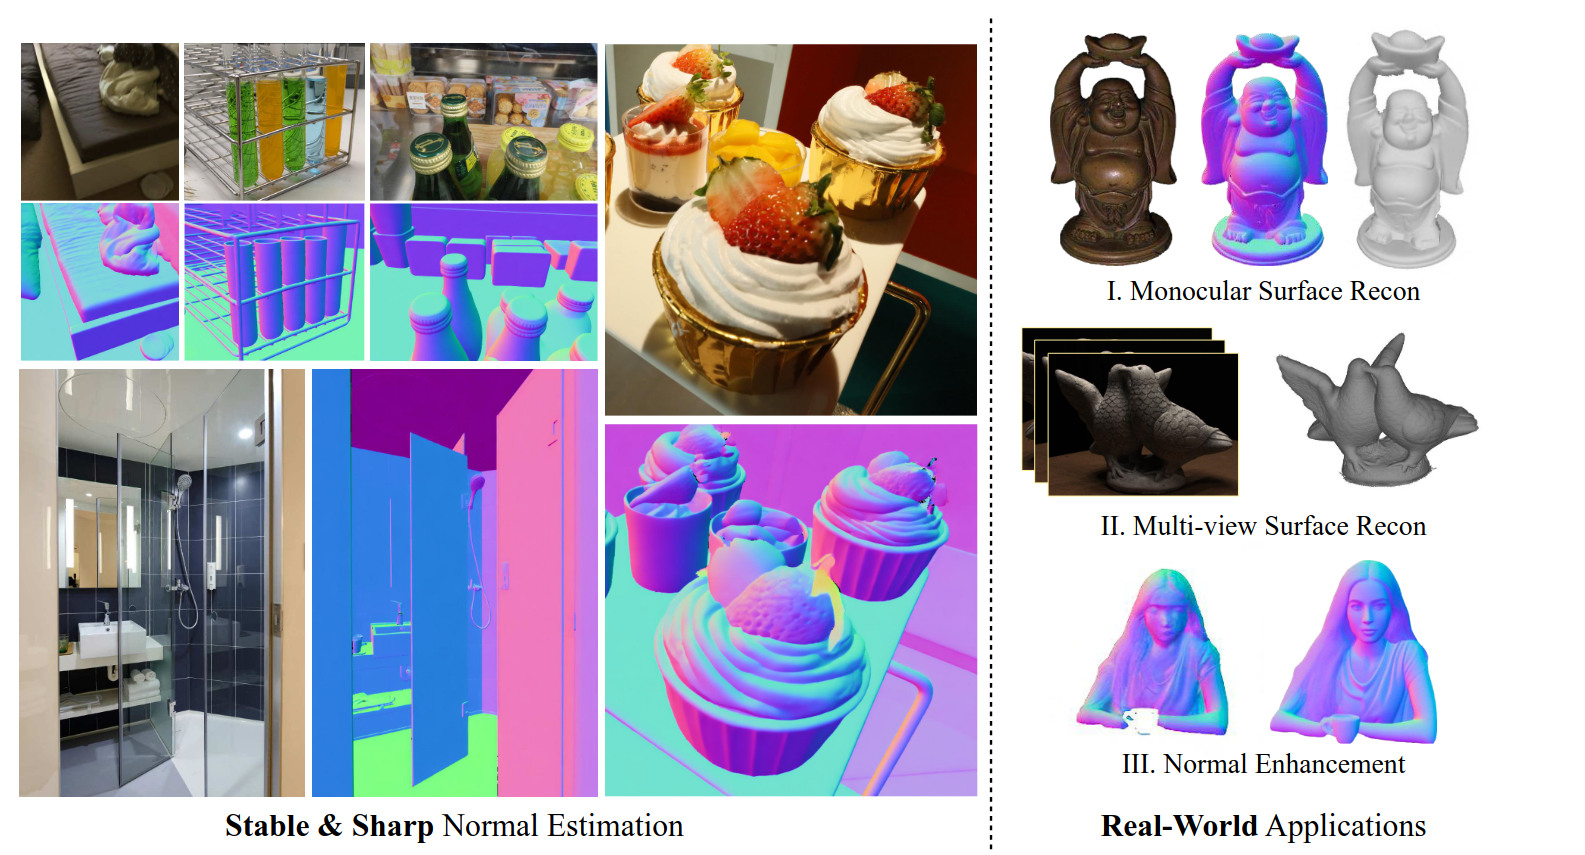 I. Monocular Surface Recon
II. Multi-view Surface Recon
III. Normal Enhancement
Stable & Sharp Normal Estimation
Real-World Applications